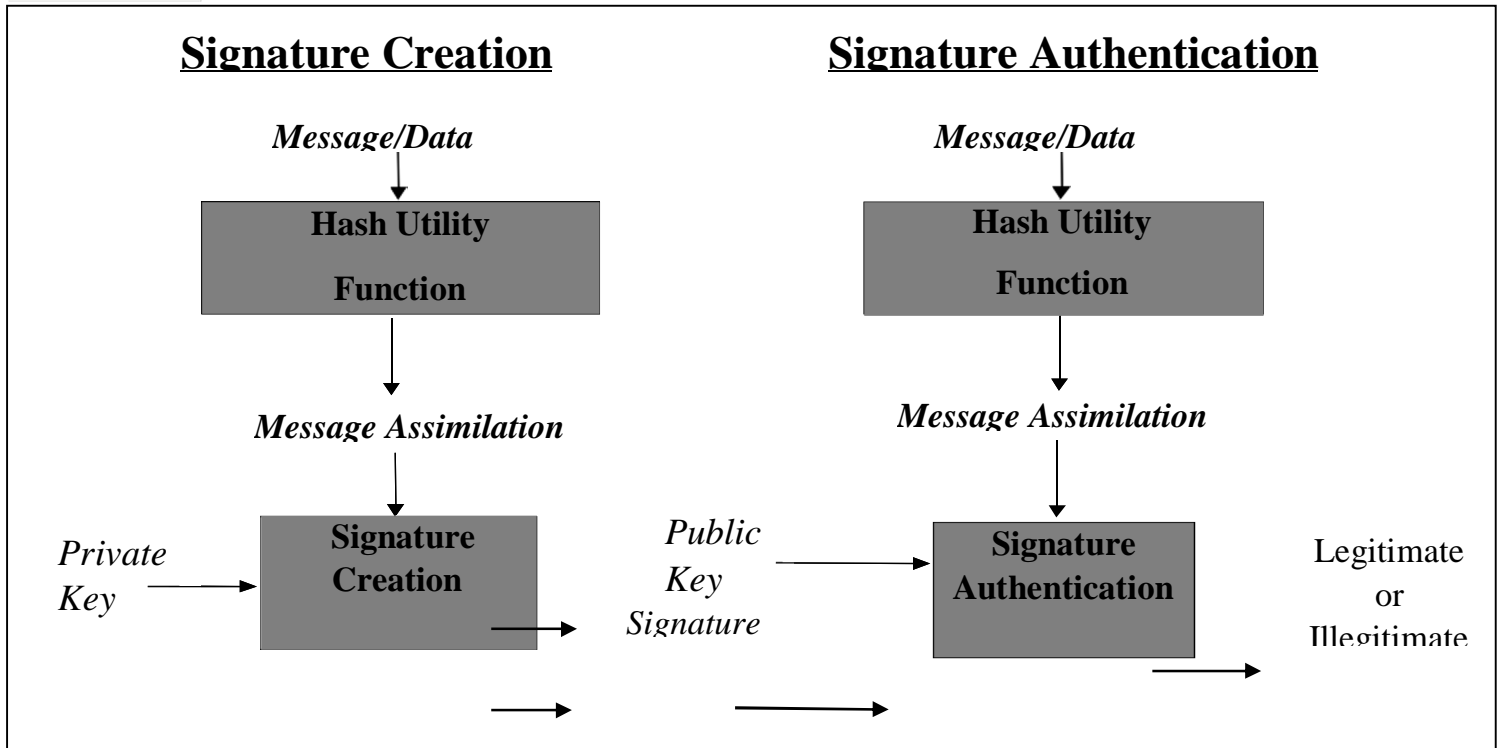 Signature Creation
Message/Data
Hash Utility
Function
Message Assimilation
Private
Key
Signature
Creation
Signature Authentication
Message/Data
Hash Utility
Function
Message Assimilation
Public
Key
Signature
Signature
Authentication
Legitimate
or
Illegitimate